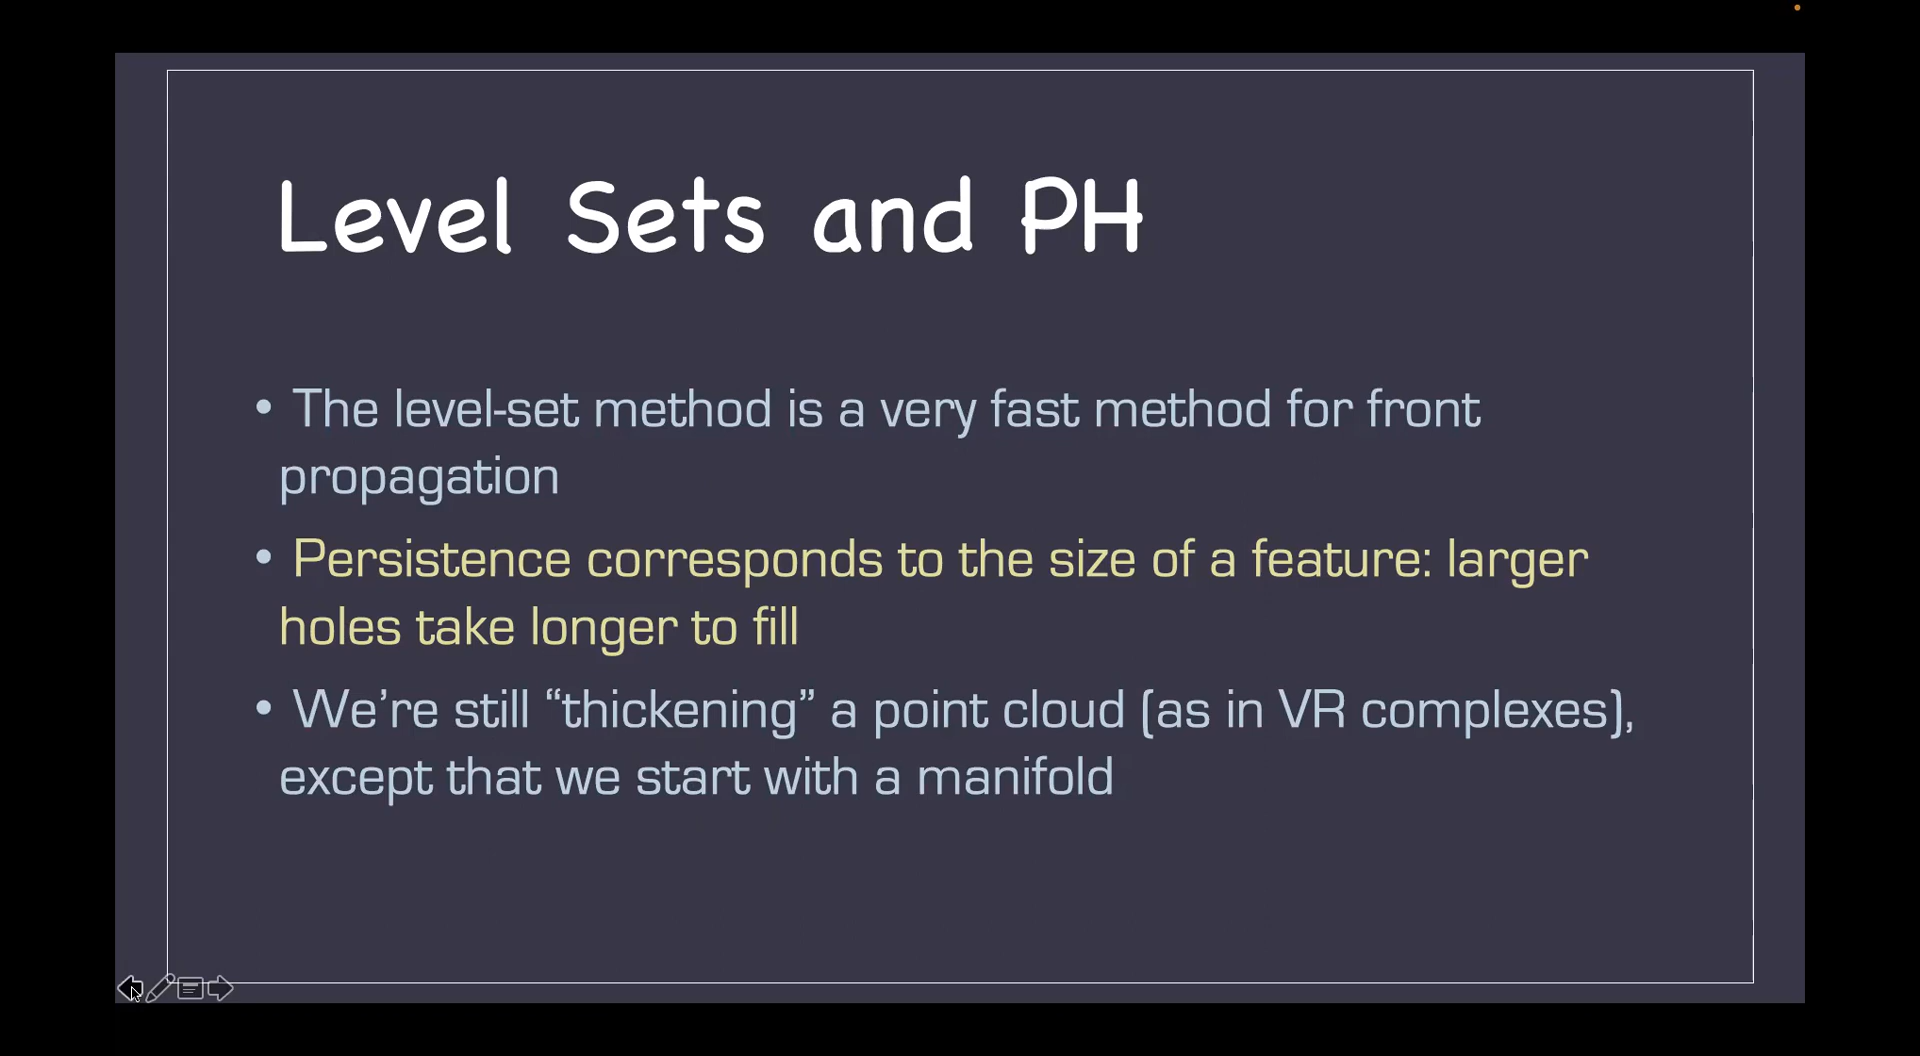 Level Sets and PH
• The level-set method is a very fast method for front
propagation
• Persistence corresponds to the size of a feature: larger
holes take longer to fill
• We’re still “thickening” a point cloud (as in VR complexes),
except that we start with a manifold